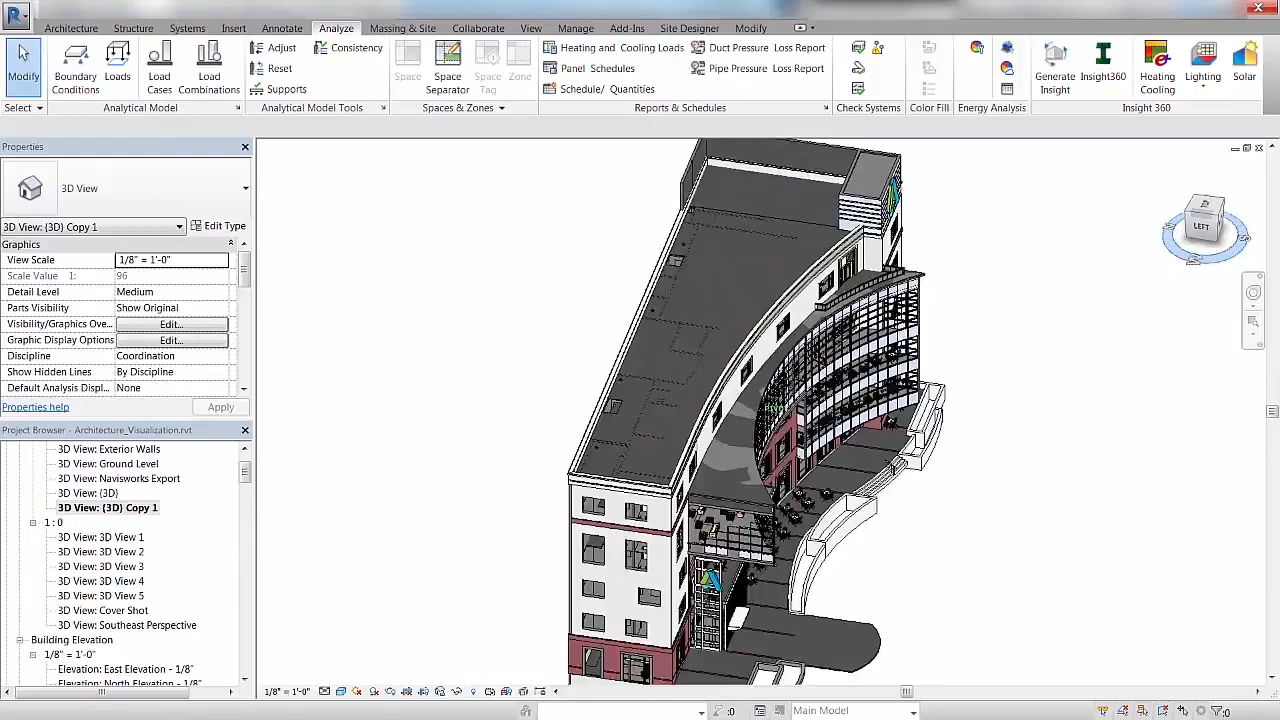 Architecture Structure Systems Insert Annotate Analyze Massing & Site Collaborate View Manage Add-Ins Site Designer Modify
Modify
Boundary Conditions
Loads
Load Cases
Load Combinations
Adjust
Reset
Supports
Consistency
Space
Space Separator
Space Tag
Zone
Heating and Cooling Loads
Panel Schedules
Schedule/ Quantities
Duct Pressure Loss Report
Pipe Pressure Loss Report
Generate Insight
Insight360
Heating Cooling
Lighting
Solar
Select
Analytical Model
Analytical Model Tools
Spaces & Zones
Reports & Schedules
Check Systems
Color Fill
Energy Analysis
Insight 360
Properties
3D View
3D View: {3D} Copy 1
Edit Type
Graphics
View Scale 1/8" = 1'-0"
Scale Value 1: 96
Detail Level Medium
Parts Visibility Show Original
Visibility/Graphics Ove... Edit...
Graphic Display Options Edit...
Discipline Coordination
Show Hidden Lines By Discipline
Default Analysis Displ... None
Properties help
Apply
Project Browser - Architecture_Visualization.rvt
3D View: Exterior Walls
3D View: Ground Level
3D View: Navisworks Export
3D View: {3D}
3D View: {3D} Copy 1
1 : 0
3D View: 3D View 1
3D View: 3D View 2
3D View: 3D View 3
3D View: 3D View 4
3D View: 3D View 5
3D View: Cover Shot
3D View: Southeast Perspective
Building Elevation
1/8" = 1'-0"
Elevation: East Elevation - 1/8"
Elevation: North Elevation - 1/8"
LEFT
1/8" = 1'-0"
:0
Main Model
:0